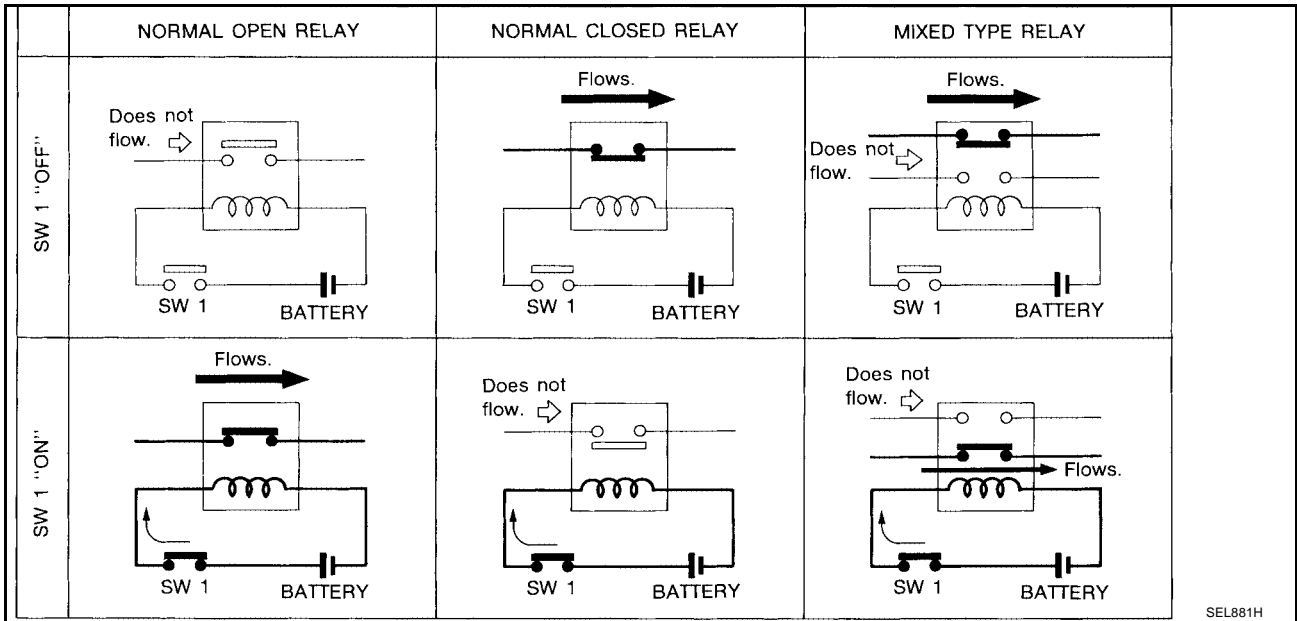 NORMAL OPEN RELAY
NORMAL CLOSED RELAY
MIXED TYPE RELAY
SW 1 "OFF"
Does not
flow.
SW 1
BATTERY
Flows.
SW 1
BATTERY
Flows.
Does not
flow.
SW 1
BATTERY
SW 1 "ON"
Flows.
SW 1
BATTERY
Does not
flow.
SW 1
BATTERY
Does not
flow.
Flows.
SW 1
BATTERY
SEL881H